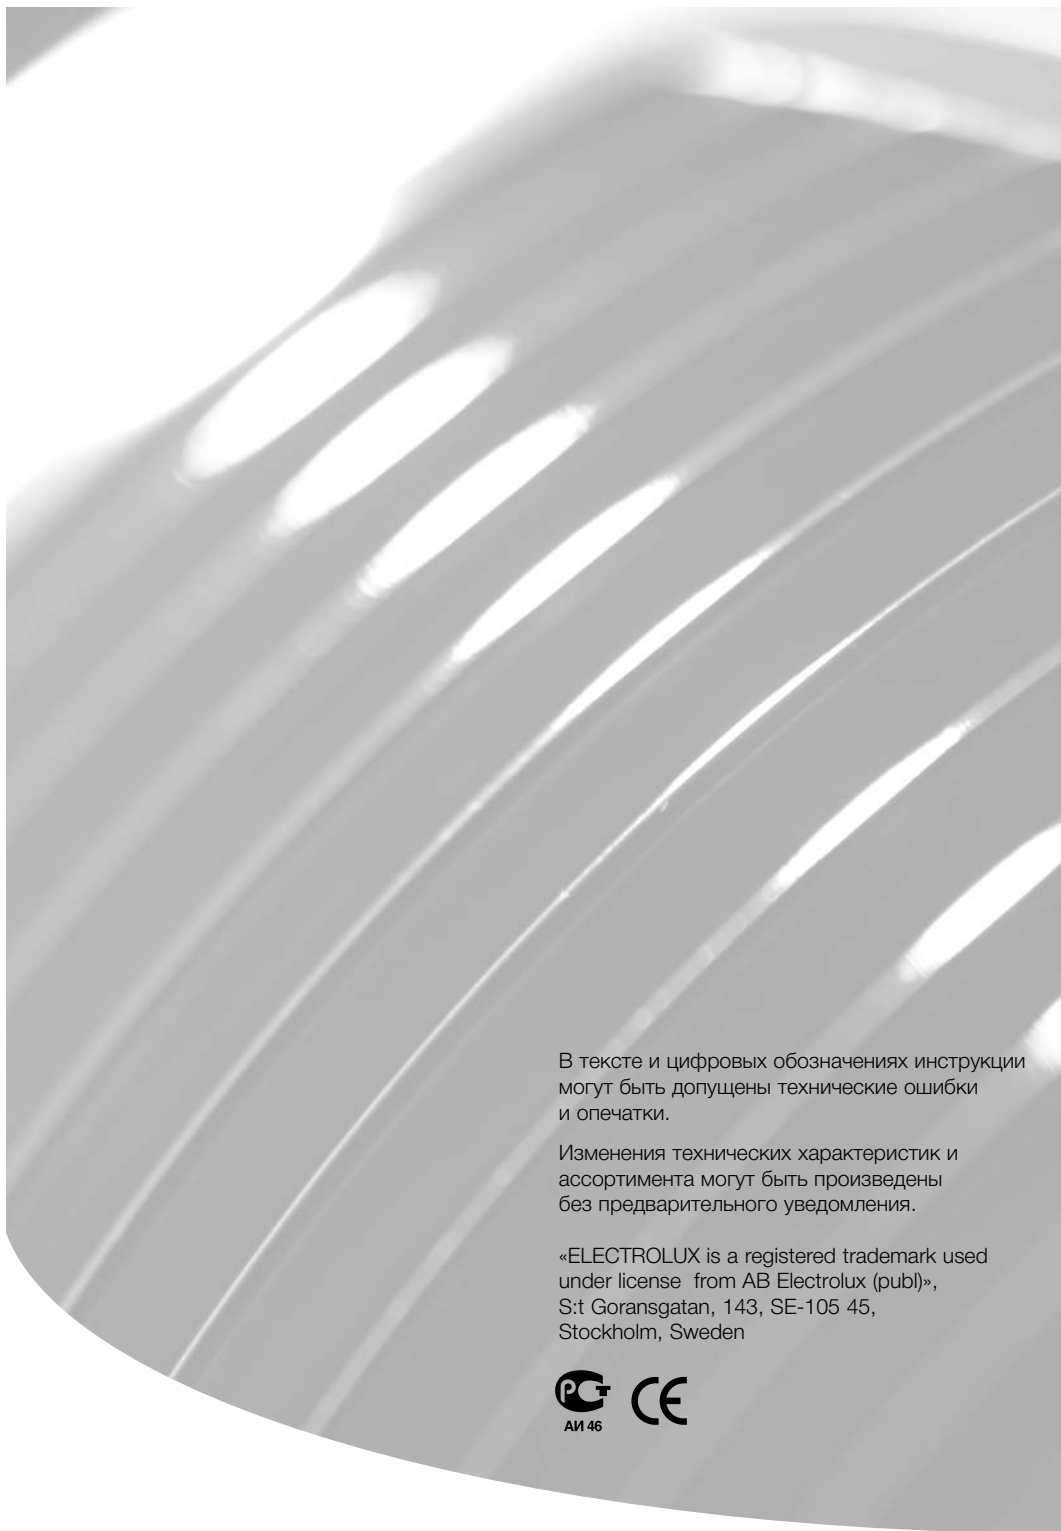 В тексте и цифровых обозначениях инструкции
могут быть допущены технические ошибки
и опечатки.
Изменения технических характеристик и
ассортимента могут быть произведены
без предварительного уведомления.
«ELECTROLUX is a registered trademark used
under license from AB Electrolux (publ)»,
S:t Goransgatan, 143, SE-105 45,
Stockholm, Sweden
РСТ CE
АИ 46